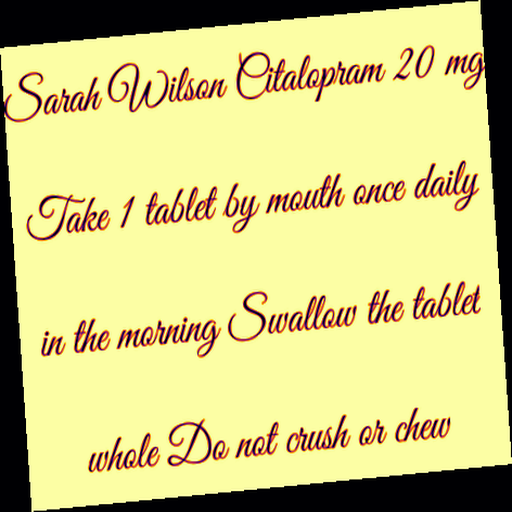 Sarah Wilson Citalopram 20 mg
Take 1 tablet by mouth once daily
in the morning Swallow the tablet
whole Do not crush or chew